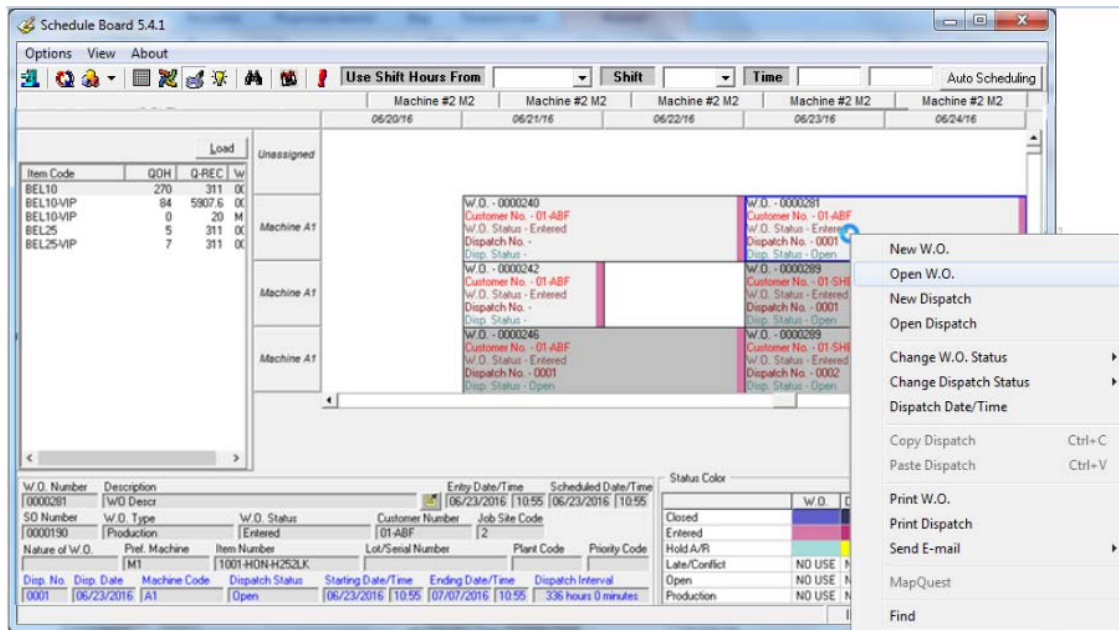 Schedule Board 5.4.1
Options View About
Use Shift Hours From Shift Time Auto Scheduling
Machine #2 M2 Machine #2 M2 Machine #2 M2 Machine #2 M2 Machine #2 M2
06/20/16 06/21/16 06/22/16 06/23/16 06/24/16
Load
Item Code QOH Q-REC W
BEL10 270 311 0C
BEL10-VIP 84 5907.6 0C
BEL10-VIP 0 20 M
BEL25 5 311 0C
BEL25-VIP 7 311 0C
Unassigned
Machine A1
W.O. - 0000240
Customer No. - 01-ABF
W.O. Status - Entered
Dispatch No. -
Disp. Status -
W.O. - 0000281
Customer No. - 01-ABF
W.O. Status - Entered
Dispatch No. - 0001
Disp. Status - Open
Machine A1
W.O. - 0000242
Customer No. - 01-ABF
W.O. Status - Entered
Dispatch No. -
Disp. Status -
W.O. - 0000289
Customer No. - 01-SHE
W.O. Status - Entered
Dispatch No. - 0001
Disp. Status - Open
Machine A1
W.O. - 0000246
Customer No. - 01-ABF
W.O. Status - Entered
Dispatch No. - 0001
Disp. Status - Open
W.O. - 0000289
Customer No. - 01-SHE
W.O. Status - Entered
Dispatch No. - 0002
Disp. Status - Open
New W.O.
Open W.O.
New Dispatch
Open Dispatch
Change W.O. Status
Change Dispatch Status
Dispatch Date/Time
Copy Dispatch Ctrl+C
Paste Dispatch Ctrl+V
Print W.O.
Print Dispatch
Send E-mail
MapQuest
Find
W.O. Number Description Entry Date/Time Scheduled Date/Time
0000281 WO Descr 06/23/2016 10:55 06/23/2016 10:55
SO Number W.O. Type W.O. Status Customer Number Job Site Code
0000190 Production Entered 01-ABF 2
Nature of W.O. Pref. Machine Item Number Lot/Serial Number Plant Code Priority Code
M1 1001-HON-H252LK
Disp. No. Disp. Date Machine Code Dispatch Status Starting Date/Time Ending Date/Time Dispatch Interval
0001 06/23/2016 A1 Open 06/23/2016 10:55 07/07/2016 10:55 336 hours 0 minutes
Status Color
W.O.
Closed
Entered
Hold A/R
Late/Conflict NO USE N
Open NO USE N
Production NO USE N